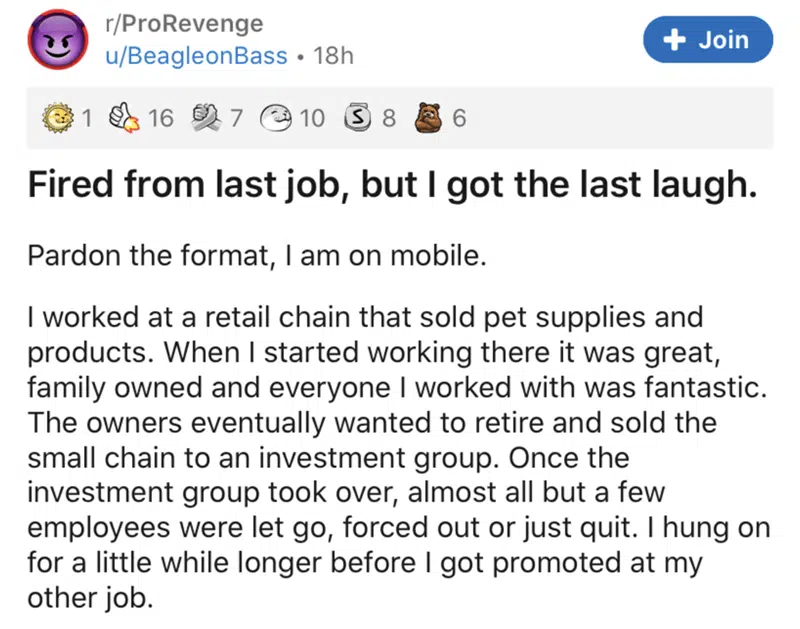 r/ProRevenge
u/BeagleonBass • 18h
+ Join
1 16 7 10 S 8 6
Fired from last job, but I got the last laugh.
Pardon the format, I am on mobile.
I worked at a retail chain that sold pet supplies and
products. When I started working there it was great,
family owned and everyone I worked with was fantastic.
The owners eventually wanted to retire and sold the
small chain to an investment group. Once the
investment group took over, almost all but a few
employees were let go, forced out or just quit. I hung on
for a little while longer before I got promoted at my
other job.